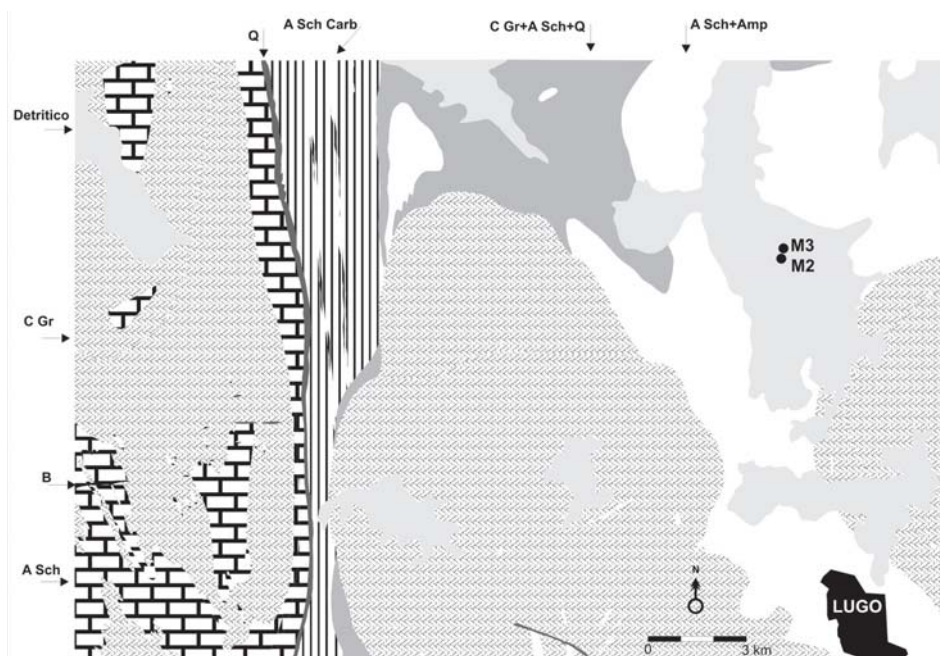 A Sch Carb
Q
C Gr+A Sch+Q
A Sch+Amp
Detritico
M3
M2
C Gr
B
A Sch
N
LUGO
0 3 km